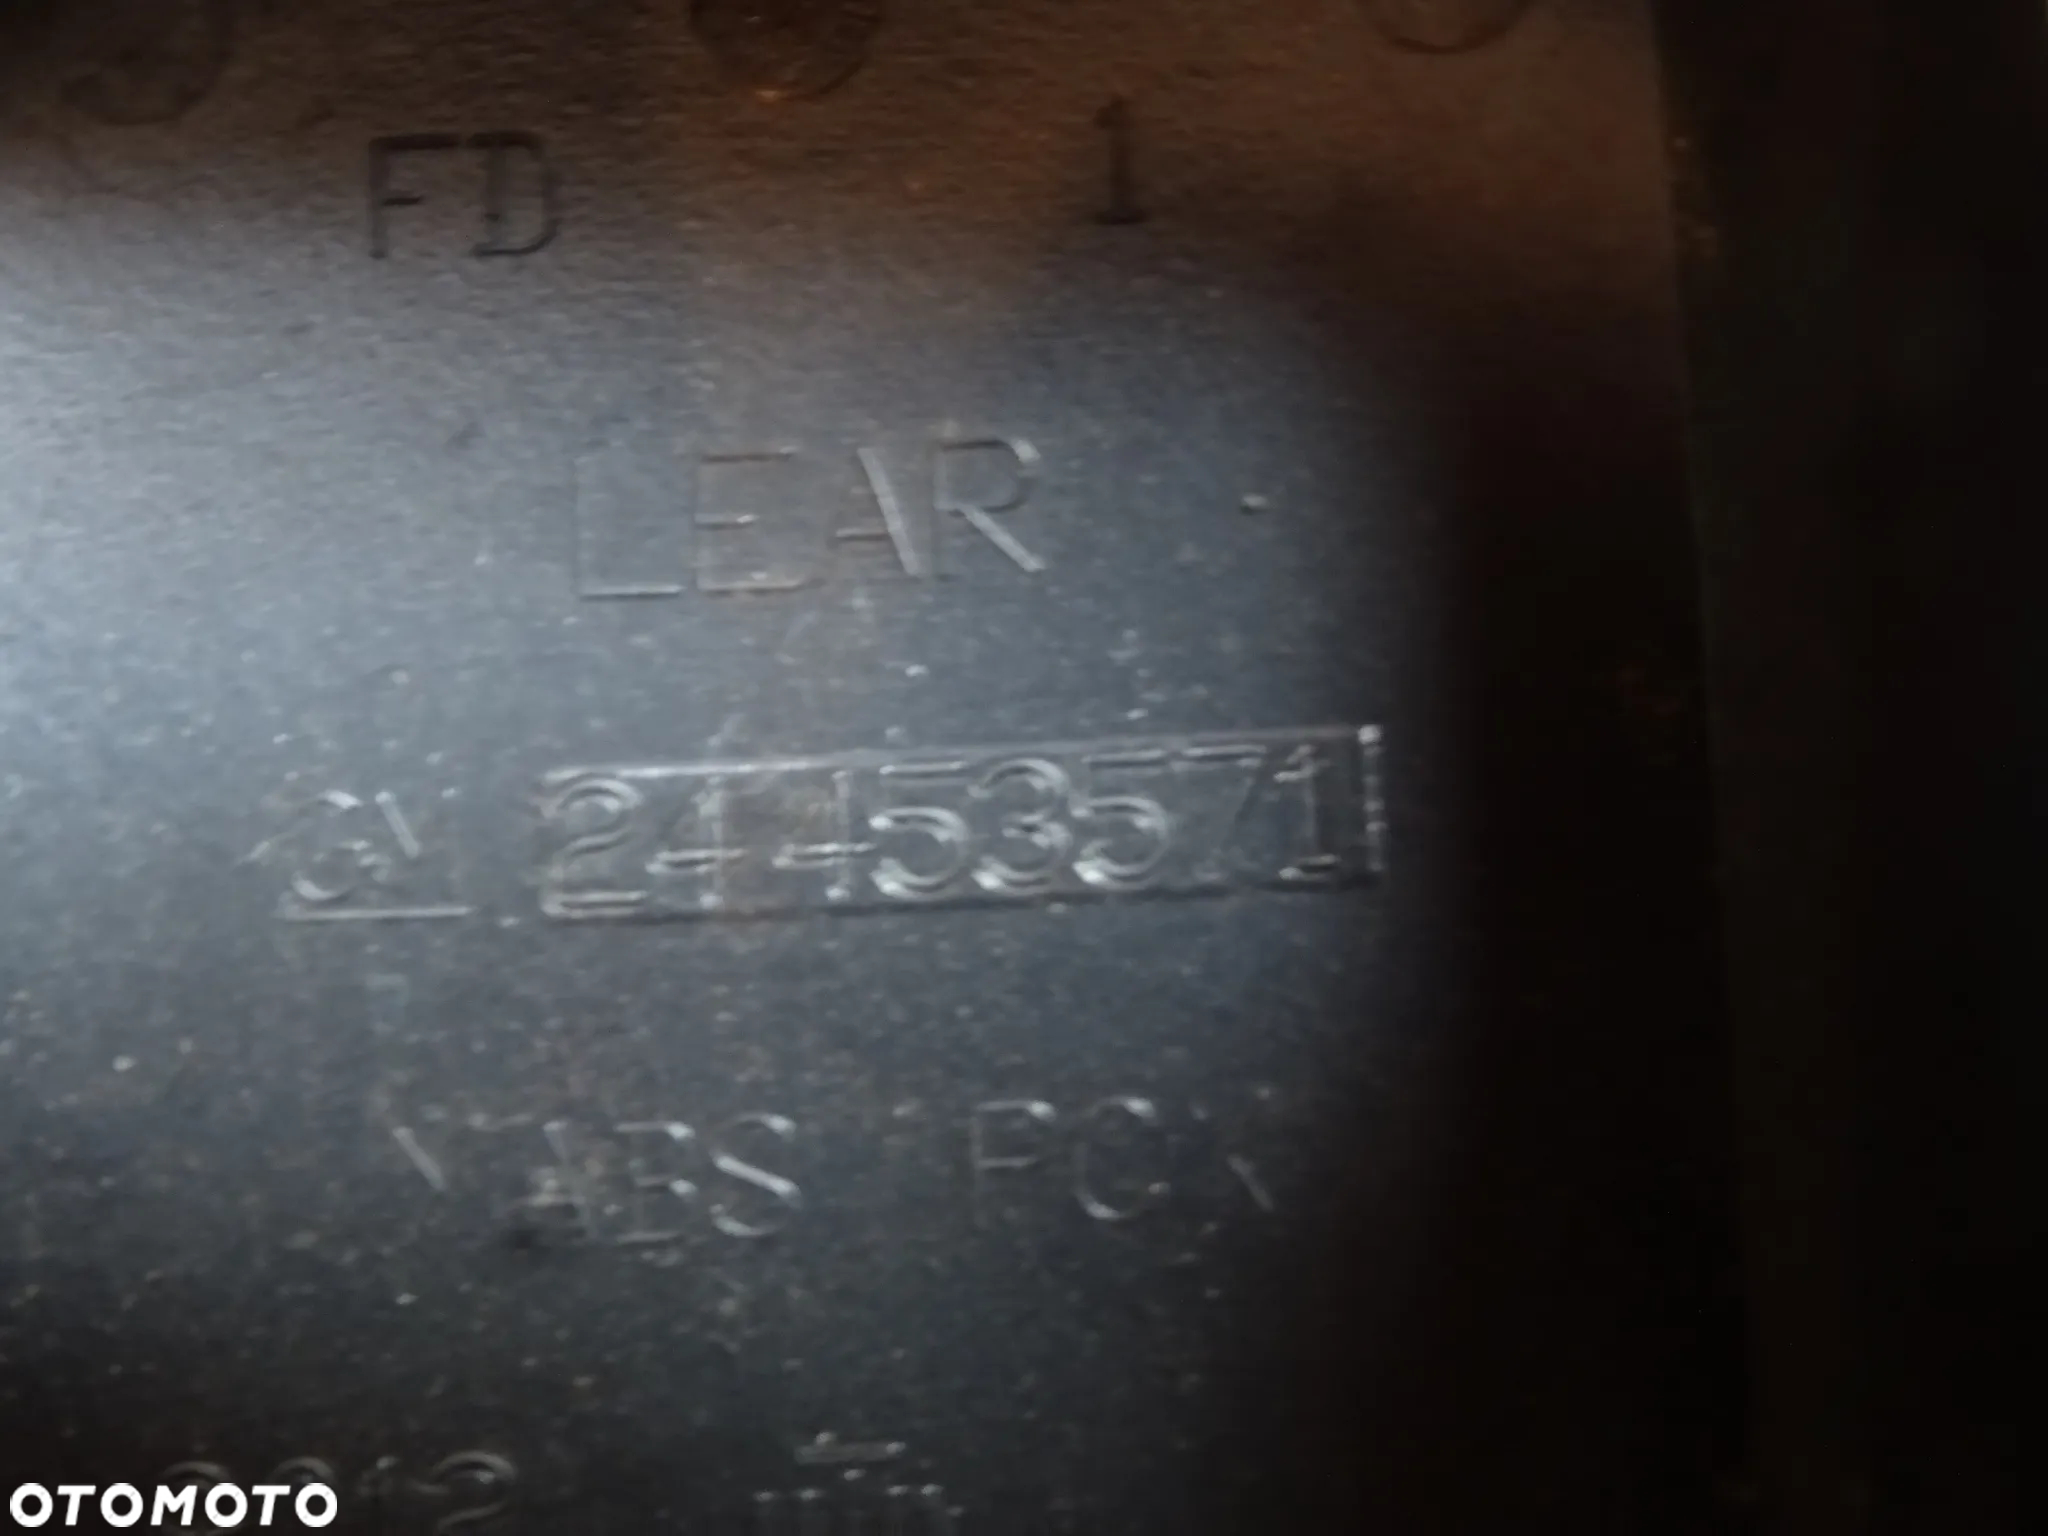 FD 1
LEAR
GM 24453571
ABS PC
OTOMOTO